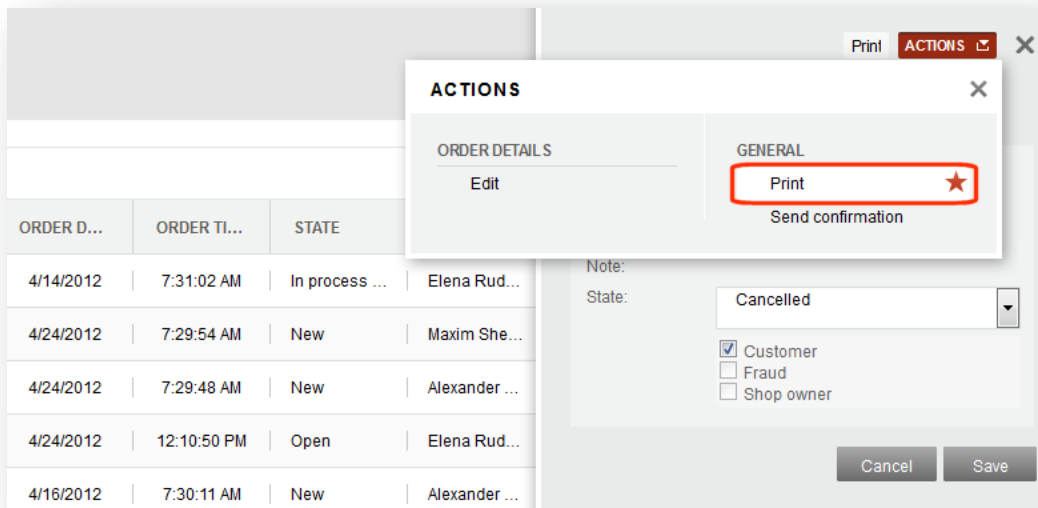 Print ACTIONS
ACTIONS
ORDER DETAILS
GENERAL
Edit
Print
Send confirmation
ORDER D... ORDER TI... STATE
4/14/2012 7:31:02 AM In process ... Elena Rud...
4/24/2012 7:29:54 AM New Maxim She...
4/24/2012 7:29:48 AM New Alexander ...
4/24/2012 12:10:50 PM Open Elena Rud...
4/16/2012 7:30:11 AM New Alexander ...
Note:
State: Cancelled
Customer
Fraud
Shop owner
Cancel Save